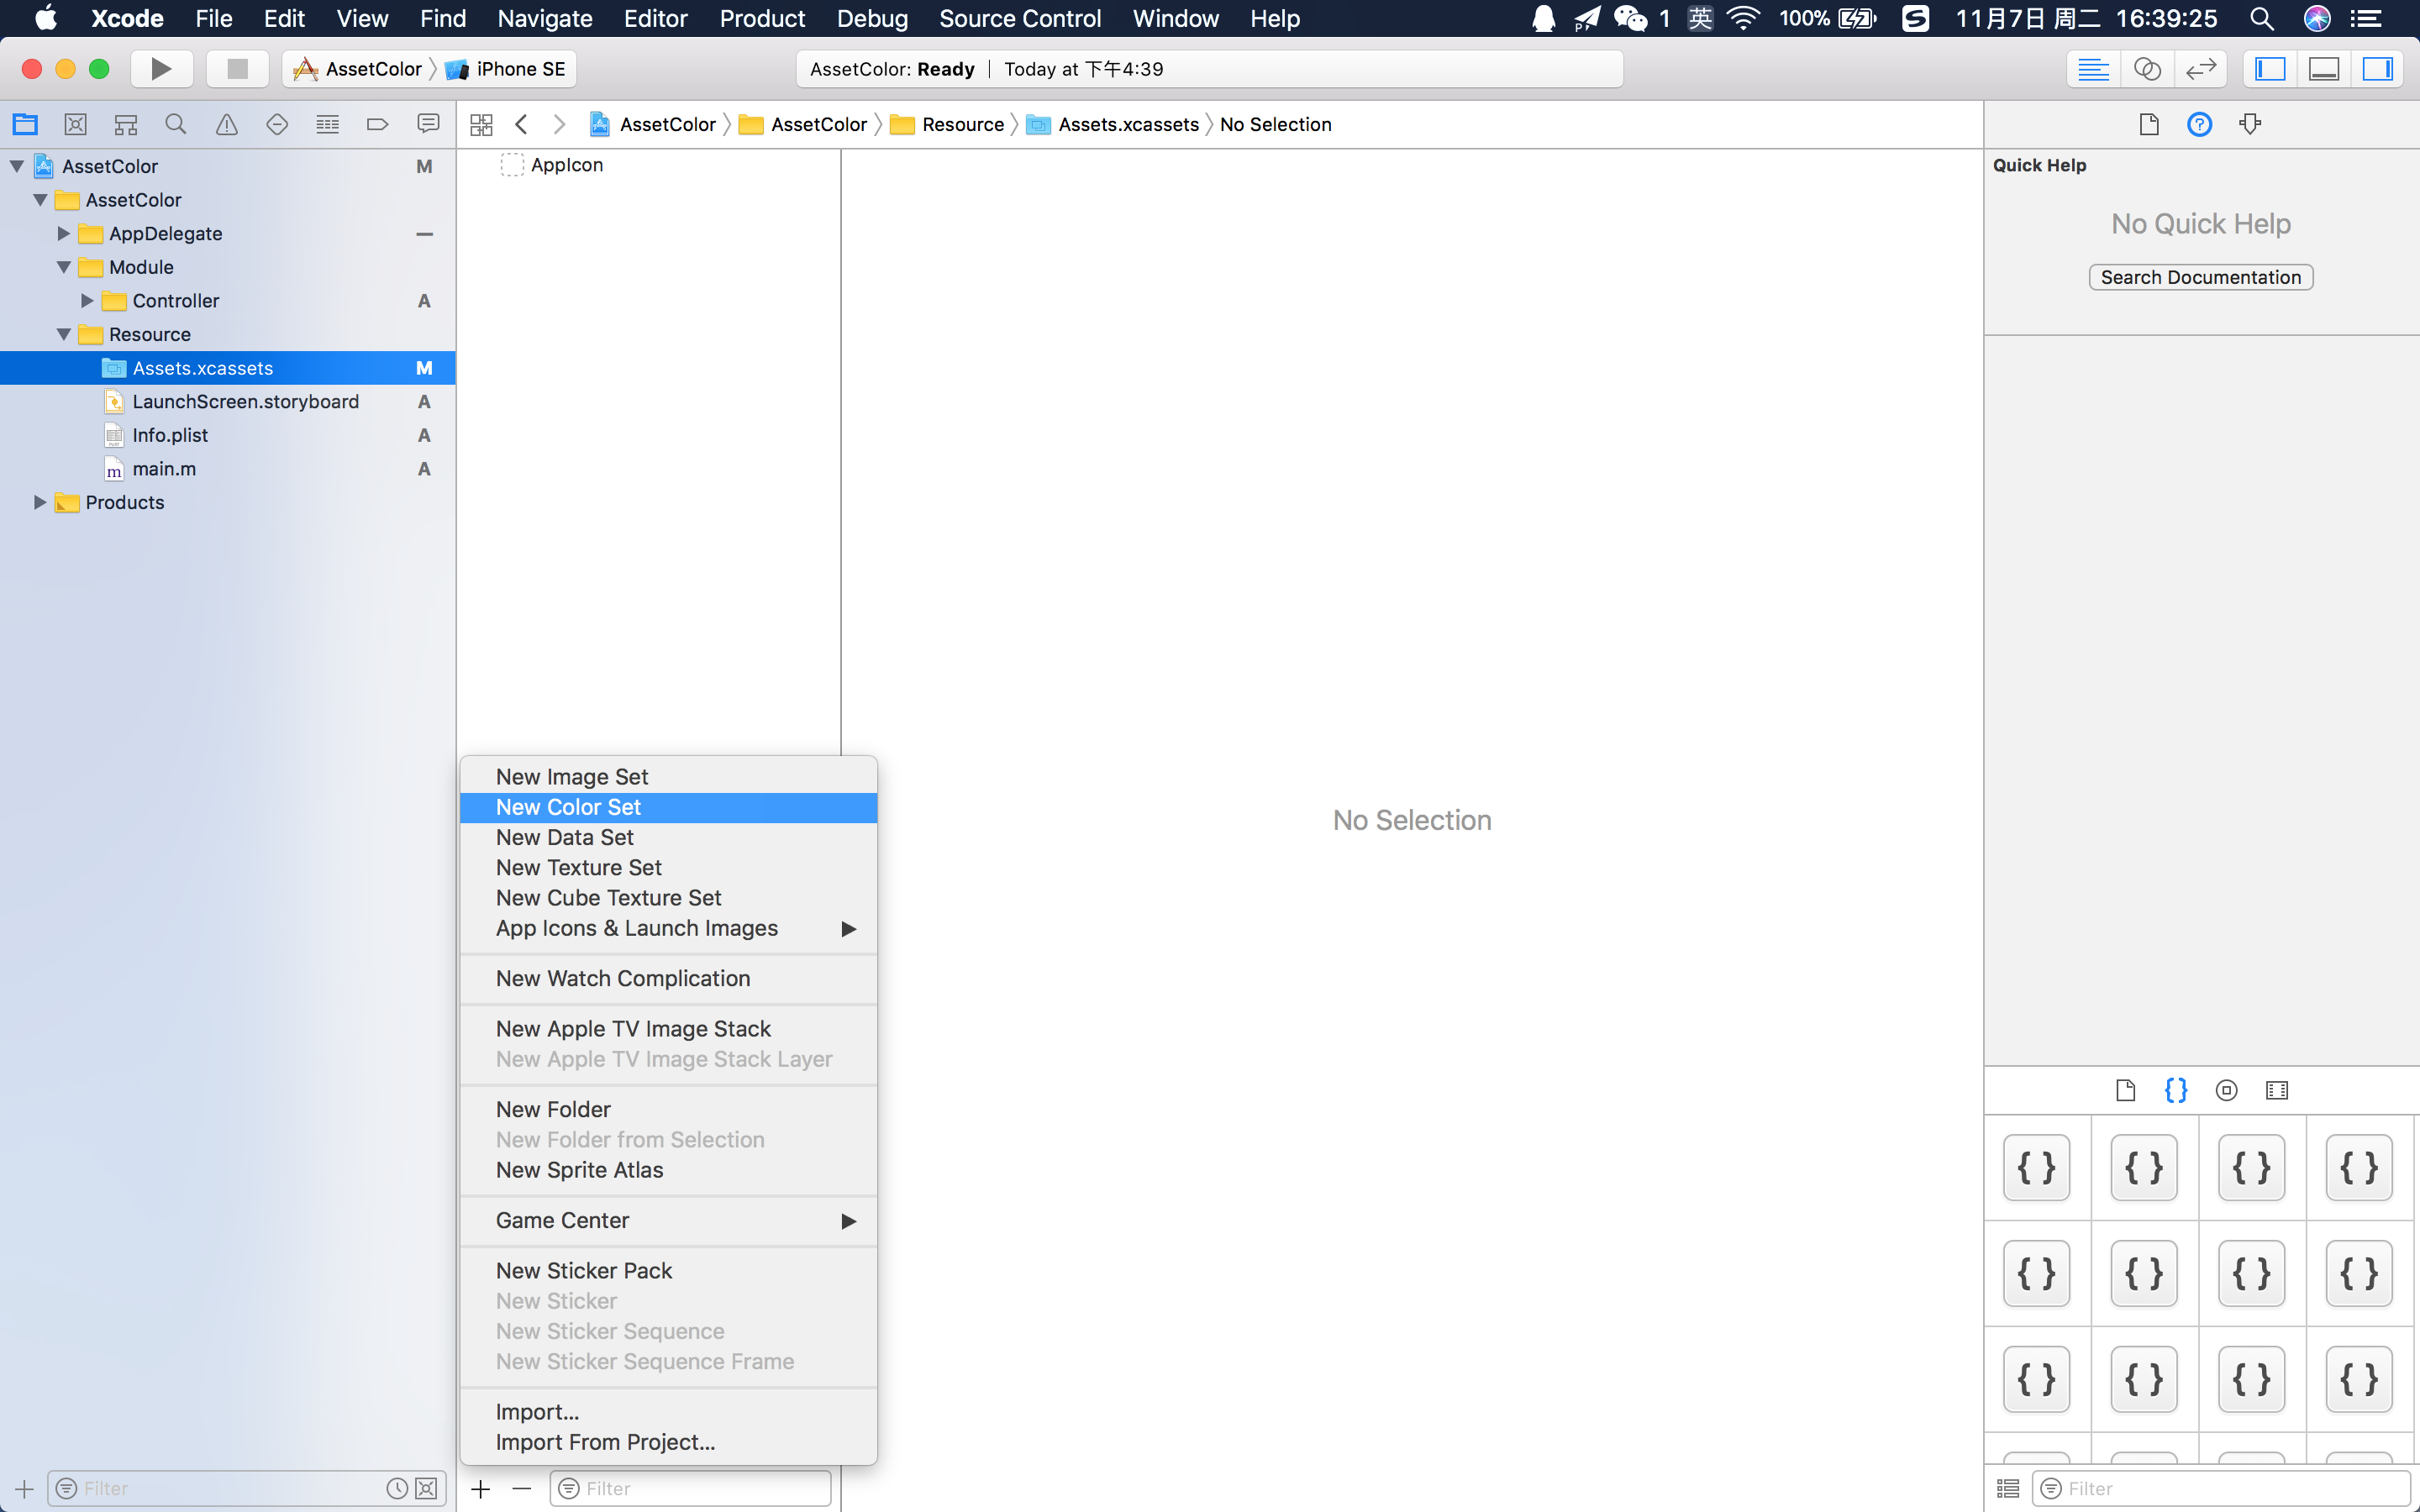 Xcode File Edit View Find Navigate Editor Product Debug Source Control Window Help 1 英 100% 11月7日 周二 16:39:25
AssetColor iPhone SE AssetColor: Ready | Today at 下午4:39
AssetColor AssetColor Resource Assets.xcassets No Selection
AssetColor M
AssetColor
AppDelegate
Module
Controller A
Resource
Assets.xcassets M
LaunchScreen.storyboard A
Info.plist A
m main.m A
Products
Filter
AppIcon
New Image Set
New Color Set
New Data Set
New Texture Set
New Cube Texture Set
App Icons & Launch Images
New Watch Complication
New Apple TV Image Stack
New Apple TV Image Stack Layer
New Folder
New Folder from Selection
New Sprite Atlas
Game Center
New Sticker Pack
New Sticker
New Sticker Sequence
New Sticker Sequence Frame
Import...
Import From Project...
Filter
No Selection
Quick Help
No Quick Help
Search Documentation
{}
{ } { } { } { }
{ } { } { } { }
{ } { } { } { }
Filter